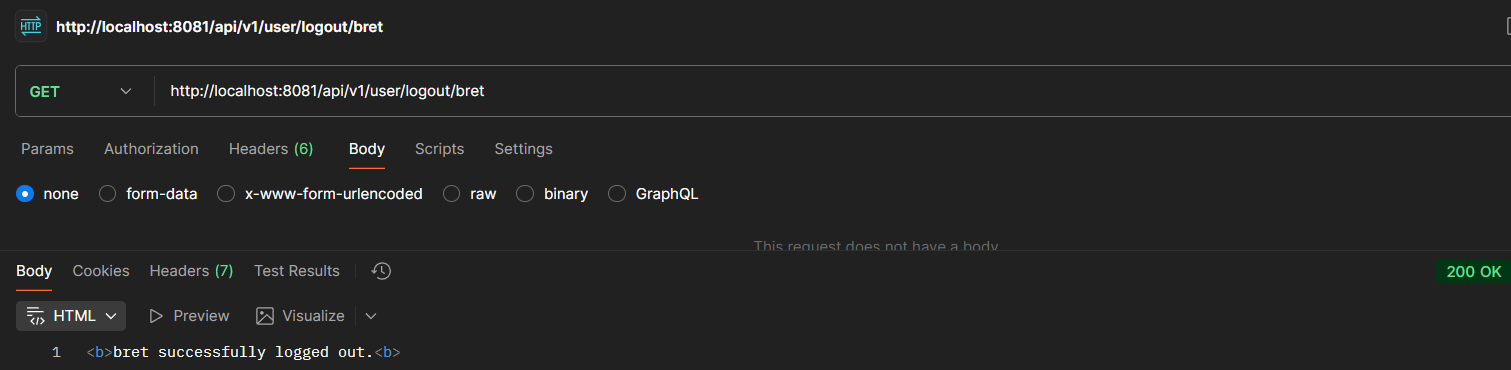 HTTP http://localhost:8081/api/v1/user/logout/bret
GET http://localhost:8081/api/v1/user/logout/bret
Params Authorization Headers (6) Body Scripts Settings
none form-data x-www-form-urlencoded raw binary GraphQL
This request does not have a body
Body Cookies Headers (7) Test Results 200 OK
HTML Preview Visualize
1 <b>bret successfully logged out.<b>